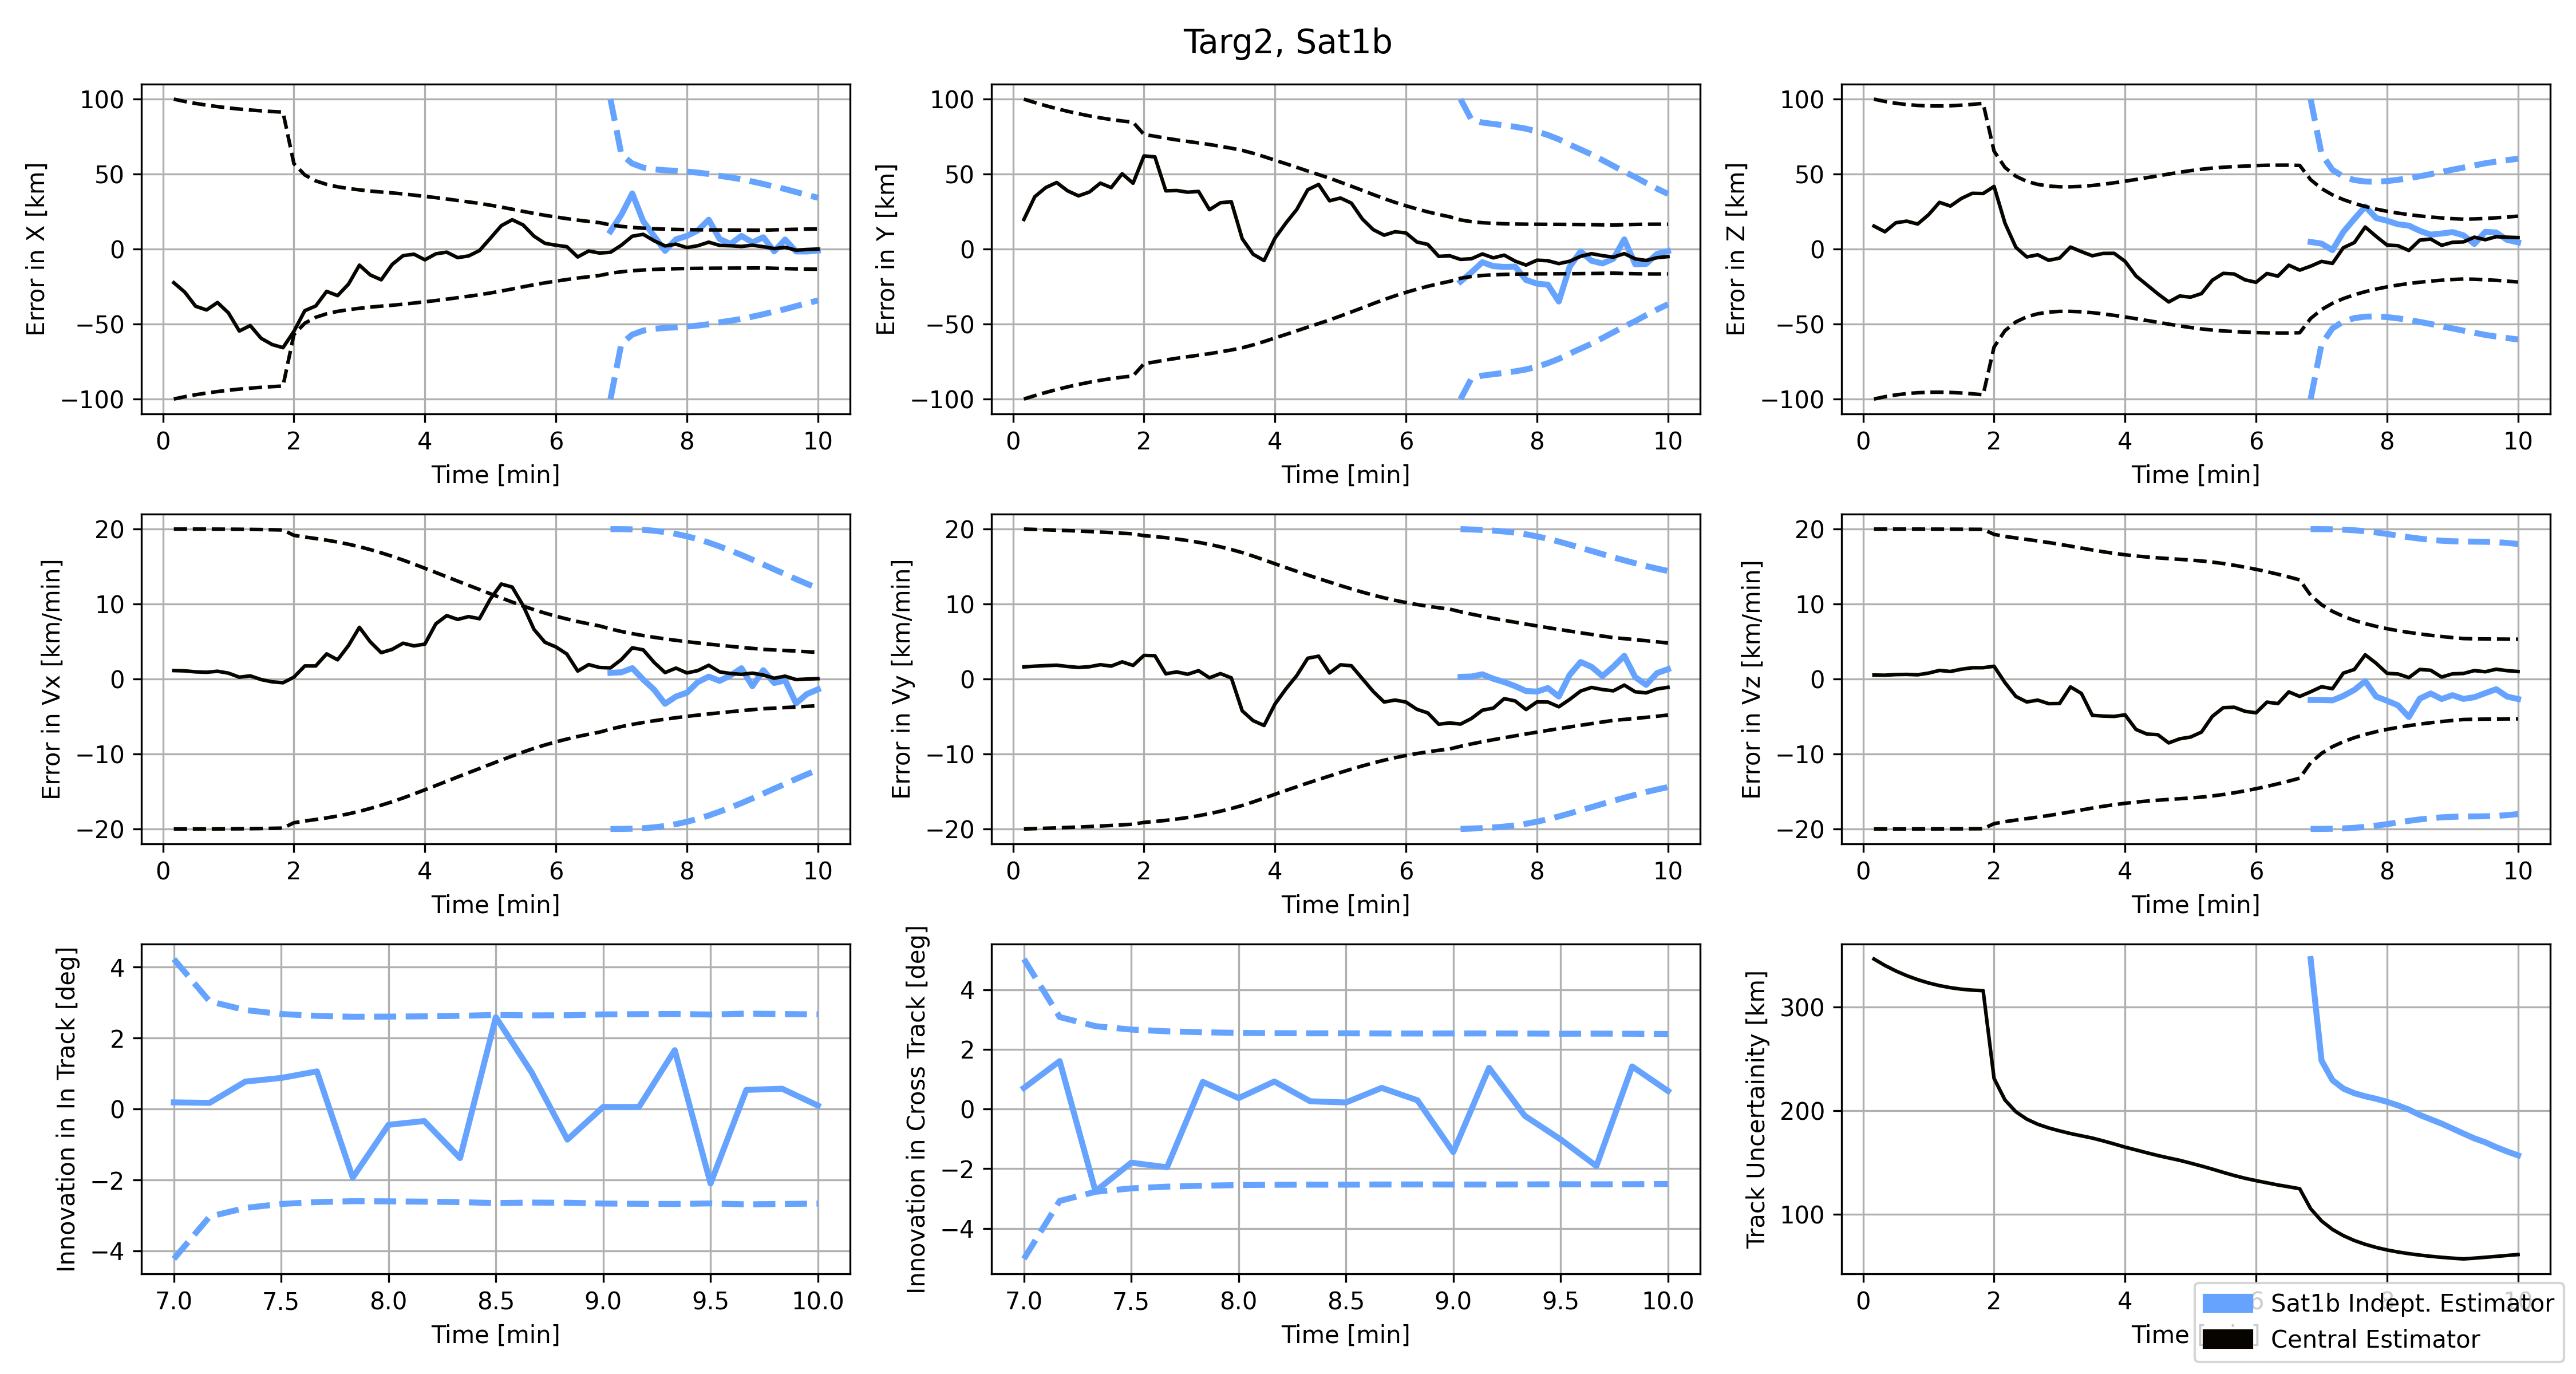 Targ2, Sat1b
Error in X [km]
100
50
0
−50
−100
0 2 4 6 8 10
Time [min]
Error in Y [km]
100
50
0
−50
−100
0 2 4 6 8 10
Time [min]
Error in Z [km]
100
50
0
−50
−100
0 2 4 6 8 10
Time [min]
Error in Vx [km/min]
20
10
0
−10
−20
0 2 4 6 8 10
Time [min]
Error in Vy [km/min]
20
10
0
−10
−20
0 2 4 6 8 10
Time [min]
Error in Vz [km/min]
20
10
0
−10
−20
0 2 4 6 8 10
Time [min]
Innovation in In Track [deg]
4
2
0
−2
−4
7.0 7.5 8.0 8.5 9.0 9.5 10.0
Time [min]
Innovation in Cross Track [deg]
4
2
0
−2
−4
7.0 7.5 8.0 8.5 9.0 9.5 10.0
Time [min]
Track Uncertainity [km]
300
200
100
0 2 4 6 8 10
Time
Sat1b Indept. Estimator
Central Estimator